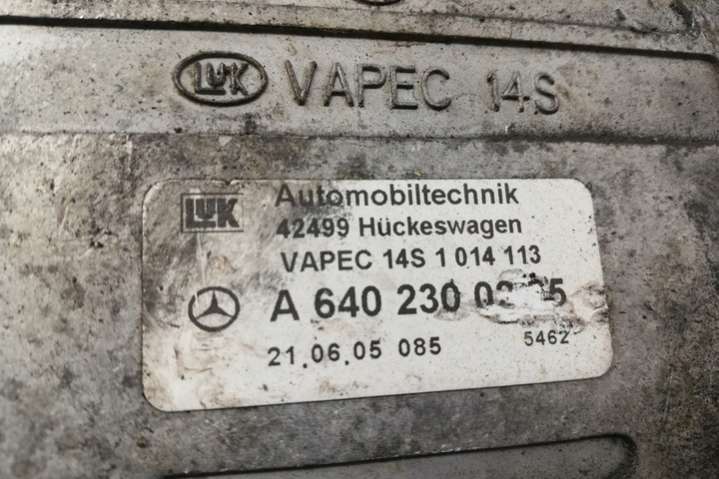 LuK VAPEC 14S
LuK Automobiltechnik
42499 Hückeswagen
VAPEC 14S 1 014 113
A 640 230
21.06.05 085 5462